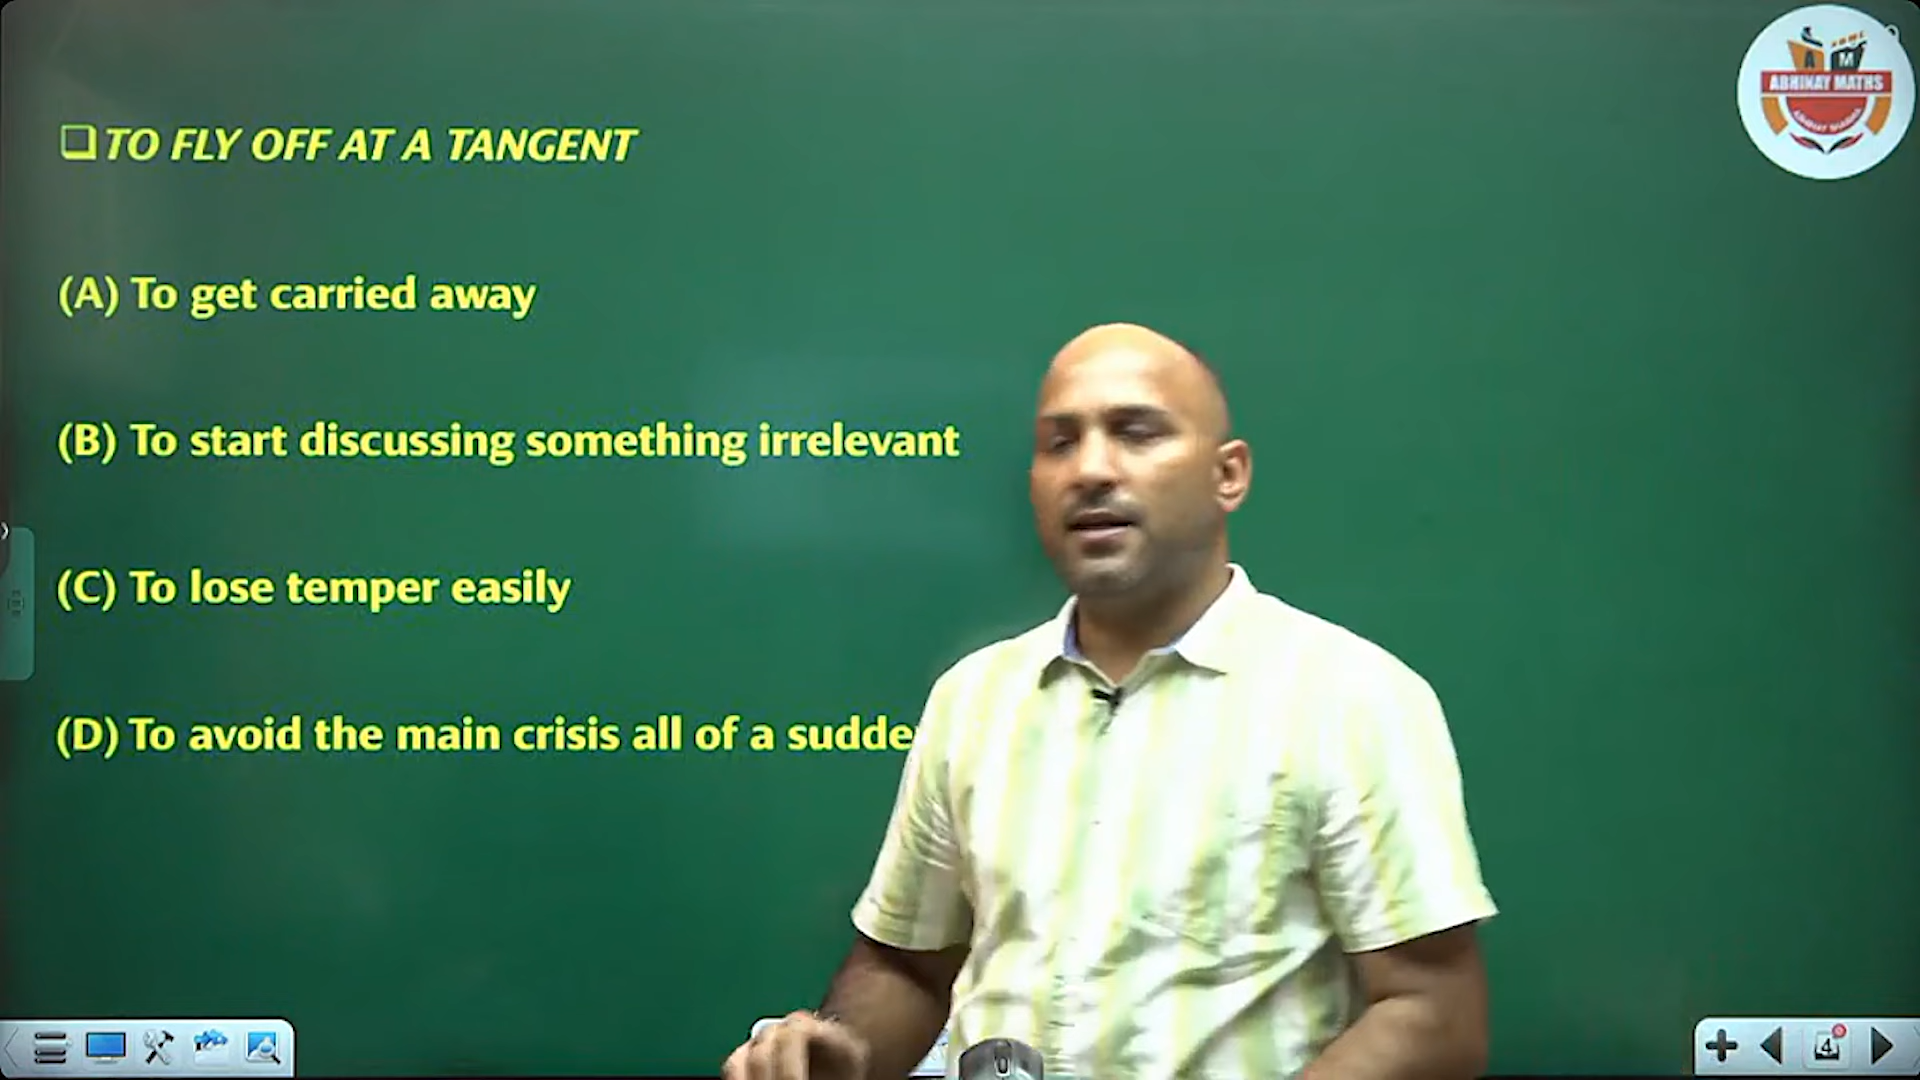 TO FLY OFF AT A TANGENT
(A) To get carried away
(B) To start discussing something irrelevant
(C) To lose temper easily
(D) To avoid the main crisis all of a
A M
ABHINAY MATHS
4